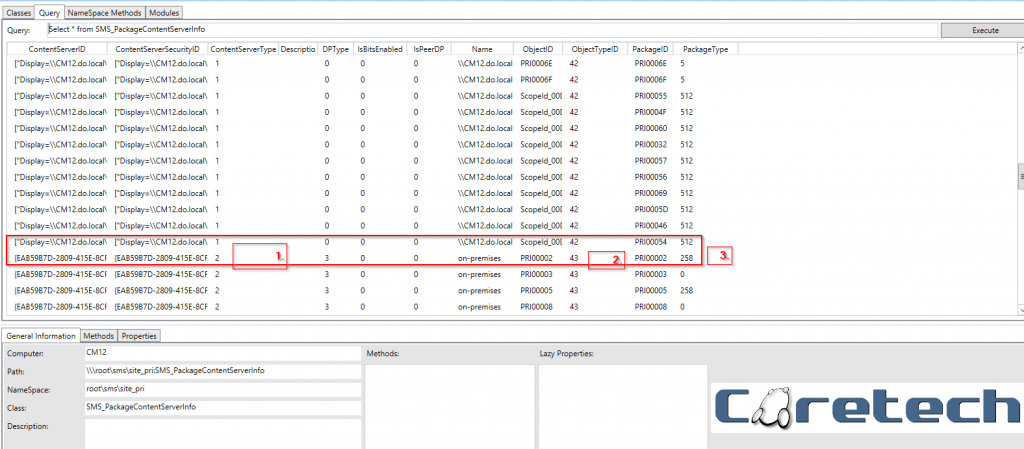 Classes Query NameSpace Methods Modules
Query: Select * from SMS_PackageContentServerInfo Execute
ContentServerID ContentServerSecurityID ContentServerType Descriptio DPType IsBitsEnabled IsPeerDP Name ObjectID ObjectTypeID PackageID PackageType
["Display=\\CM12.do.local\ ["Display=\\CM12.do.local\ 1 0 0 0 \\CM12.do.local PRI0006E 42 PRI0006E 5
["Display=\\CM12.do.local\ ["Display=\\CM12.do.local\ 1 0 0 0 \\CM12.do.local PRI0006F 42 PRI0006F 5
["Display=\\CM12.do.local\ ["Display=\\CM12.do.local\ 1 0 0 0 \\CM12.do.local ScopeId_00D 42 PRI00055 512
["Display=\\CM12.do.local\ ["Display=\\CM12.do.local\ 1 0 0 0 \\CM12.do.local ScopeId_00D 42 PRI0004F 512
["Display=\\CM12.do.local\ ["Display=\\CM12.do.local\ 1 0 0 0 \\CM12.do.local ScopeId_00D 42 PRI00060 512
["Display=\\CM12.do.local\ ["Display=\\CM12.do.local\ 1 0 0 0 \\CM12.do.local ScopeId_00D 42 PRI00032 512
["Display=\\CM12.do.local\ ["Display=\\CM12.do.local\ 1 0 0 0 \\CM12.do.local ScopeId_00D 42 PRI00057 512
["Display=\\CM12.do.local\ ["Display=\\CM12.do.local\ 1 0 0 0 \\CM12.do.local ScopeId_00D 42 PRI00056 512
["Display=\\CM12.do.local\ ["Display=\\CM12.do.local\ 1 0 0 0 \\CM12.do.local ScopeId_00D 42 PRI00069 512
["Display=\\CM12.do.local\ ["Display=\\CM12.do.local\ 1 0 0 0 \\CM12.do.local ScopeId_00D 42 PRI0005D 512
["Display=\\CM12.do.local\ ["Display=\\CM12.do.local\ 1 0 0 0 \\CM12.do.local ScopeId_00D 42 PRI00046 512
["Display=\\CM12.do.local\ ["Display=\\CM12.do.local\ 1 0 0 0 \\CM12.do.local ScopeId_00D 42 PRI00054 512
{EAB59B7D-2809-415E-8CF {EAB59B7D-2809-415E-8CF 2 1. 3 0 0 on-premises PRI00002 43 2. PRI00002 258 3.
{EAB59B7D-2809-415E-8CF {EAB59B7D-2809-415E-8CF 2 3 0 0 on-premises PRI00003 43 PRI00003 0
{EAB59B7D-2809-415E-8CF {EAB59B7D-2809-415E-8CF 2 3 0 0 on-premises PRI00005 43 PRI00005 258
{EAB59B7D-2809-415E-8CF {EAB59B7D-2809-415E-8CF 2 3 0 0 on-premises PRI00008 43 PRI00008 0
General Information Methods Properties
Computer: CM12 Methods: Lazy Properties:
Path: \\\root\sms\site_pri:SMS_PackageContentServerInfo
NameSpace: root\sms\site_pri
Class: SMS_PackageContentServerInfo
Description:
Coretech